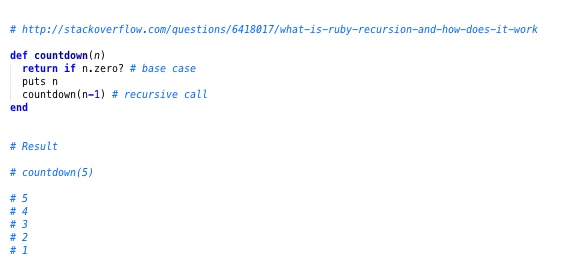 # http://stackoverflow.com/questions/6418017/what-is-ruby-recursion-and-how-does-it-work
def countdown(n)
return if n.zero? # base case
puts n
countdown(n-1) # recursive call
end
# Result
# countdown(5)
# 5
# 4
# 3
# 2
# 1